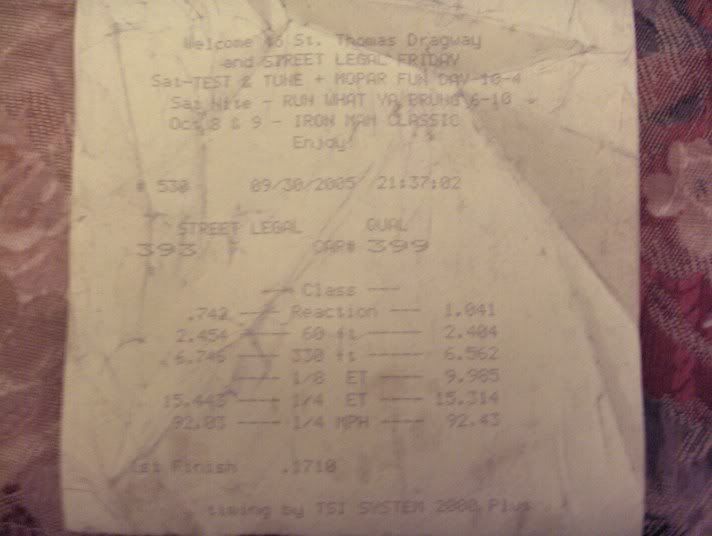 Welcome to St. Thomas Dragway
and STREET LEGAL FRIDAY
Sat-TEST & TUNE + MOPAR FUN DAY 10-4
Sat Nite - RUN WHAT YA BRUNG 6-10
Oct 8 & 9 - IRON MAN CLASSIC
Enjoy!
# 530 09/30/2005 21:37:02
STREET LEGAL QUAL
393 CAR# 399
--- Class ---
.742 ---- Reaction ---- 1.041
2.454 ---- 60 ft ----- 2.404
6.746 ---- 330 ft ----- 6.562
---- 1/8 ET ---- 9.985
15.443 ---- 1/4 ET ---- 15.314
92.03 ---- 1/4 MPH ---- 92.43
1st Finish .1710
timing by TSI SYSTEM 2000 Plus